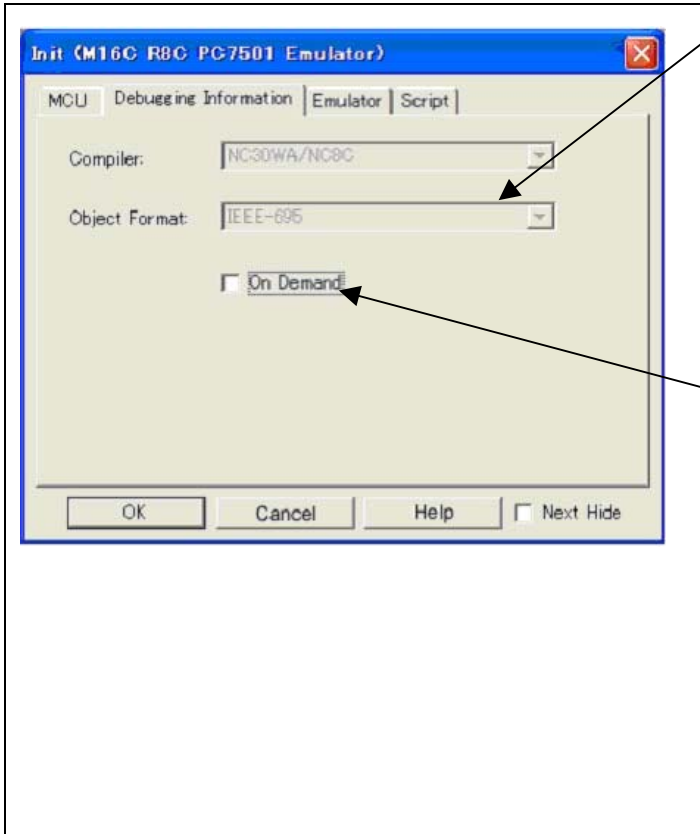 Init (M16C R8C PC7501 Emulator)
MCU Debugging Information Emulator Script
Compiler: NC30WA/NC8C
Object Format: IEEE-695
On Demand
OK Cancel Help Next Hide